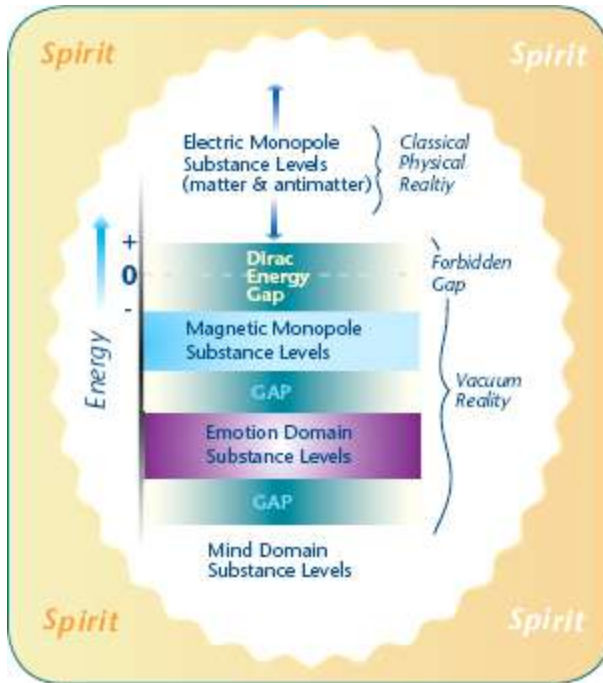 Spirit
Spirit
Electric Monopole
Substance Levels
(matter & antimatter)
Classical
Physical
Realtiy
+
0
-
Energy
Dirac
Energy
Gap
Forbidden
Gap
Magnetic Monopole
Substance Levels
GAP
Vacuum
Reality
Emotion Domain
Substance Levels
GAP
Mind Domain
Substance Levels
Spirit
Spirit